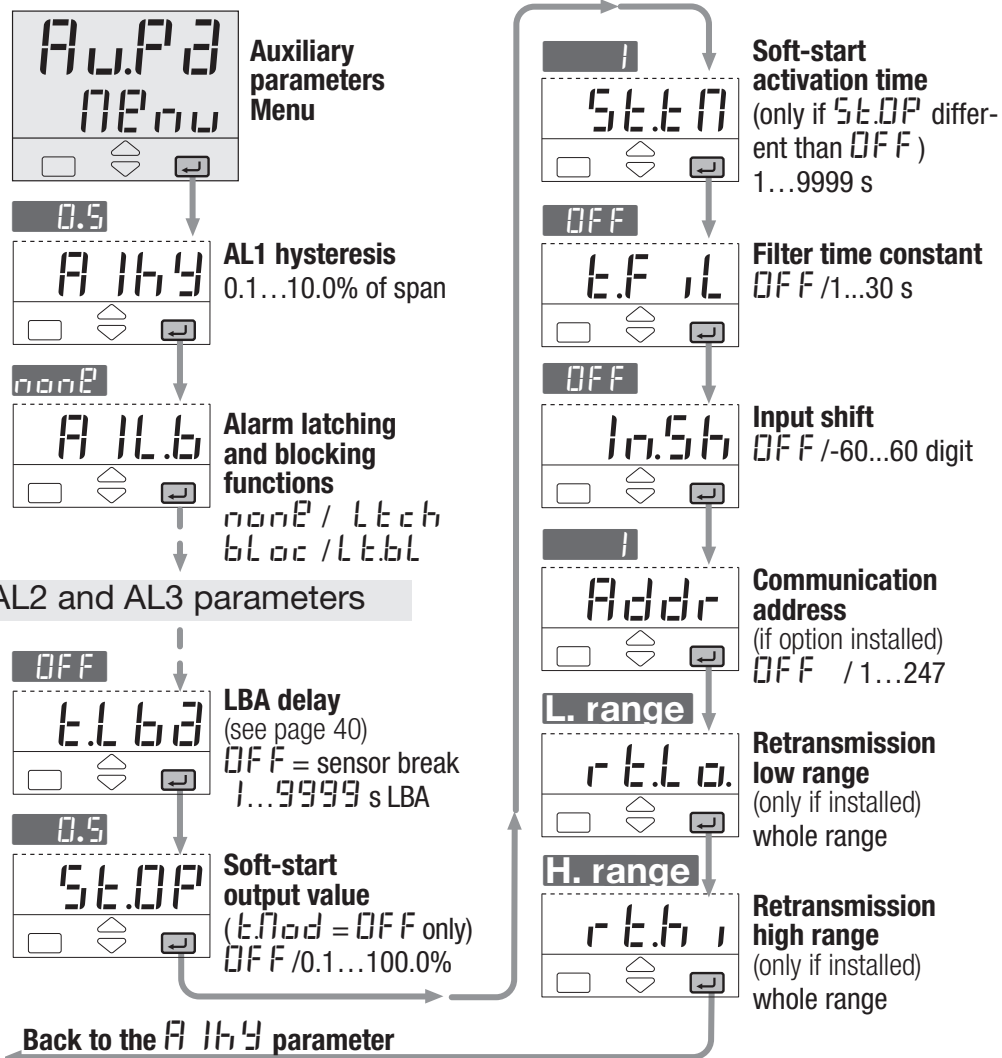 Au.Pa
Menu
Auxiliary
parameters
Menu
0.5
A1hy
AL1 hysteresis
0.1…10.0% of span
none
A1L.b
Alarm latching
and blocking
functions
none / Ltch
bLoc / Lt.bL
AL2 and AL3 parameters
OFF
t.Lba
LBA delay
(see page 40)
OFF = sensor break
1…9999 s LBA
0.5
St.OP
Soft-start
output value
(t.Mod = OFF only)
OFF/0.1…100.0%
1
St.tM
Soft-start
activation time
(only if St.OP differ-
ent than OFF)
1…9999 s
OFF
t.FiL
Filter time constant
OFF/1...30 s
OFF
In.Sh
Input shift
OFF/-60...60 digit
1
Addr
Communication
address
(if option installed)
OFF / 1…247
L. range
rt.Lo.
Retransmission
low range
(only if installed)
whole range
H. range
rt.hi
Retransmission
high range
(only if installed)
whole range
Back to the A1hy parameter